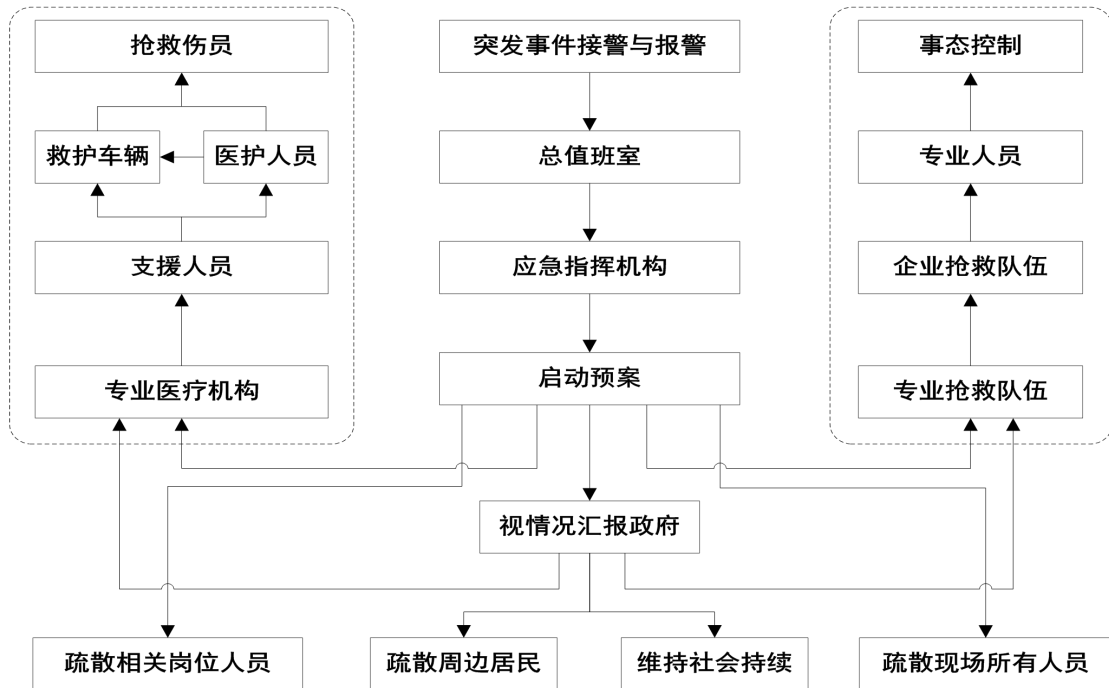 抢救伤员
突发事件接警与报警
事态控制
救护车辆
医护人员
总值班室
专业人员
支援人员
应急指挥机构
企业抢救队伍
专业医疗机构
启动预案
专业抢救队伍
视情况汇报政府
疏散相关岗位人员
疏散周边居民
维持社会持续
疏散现场所有人员